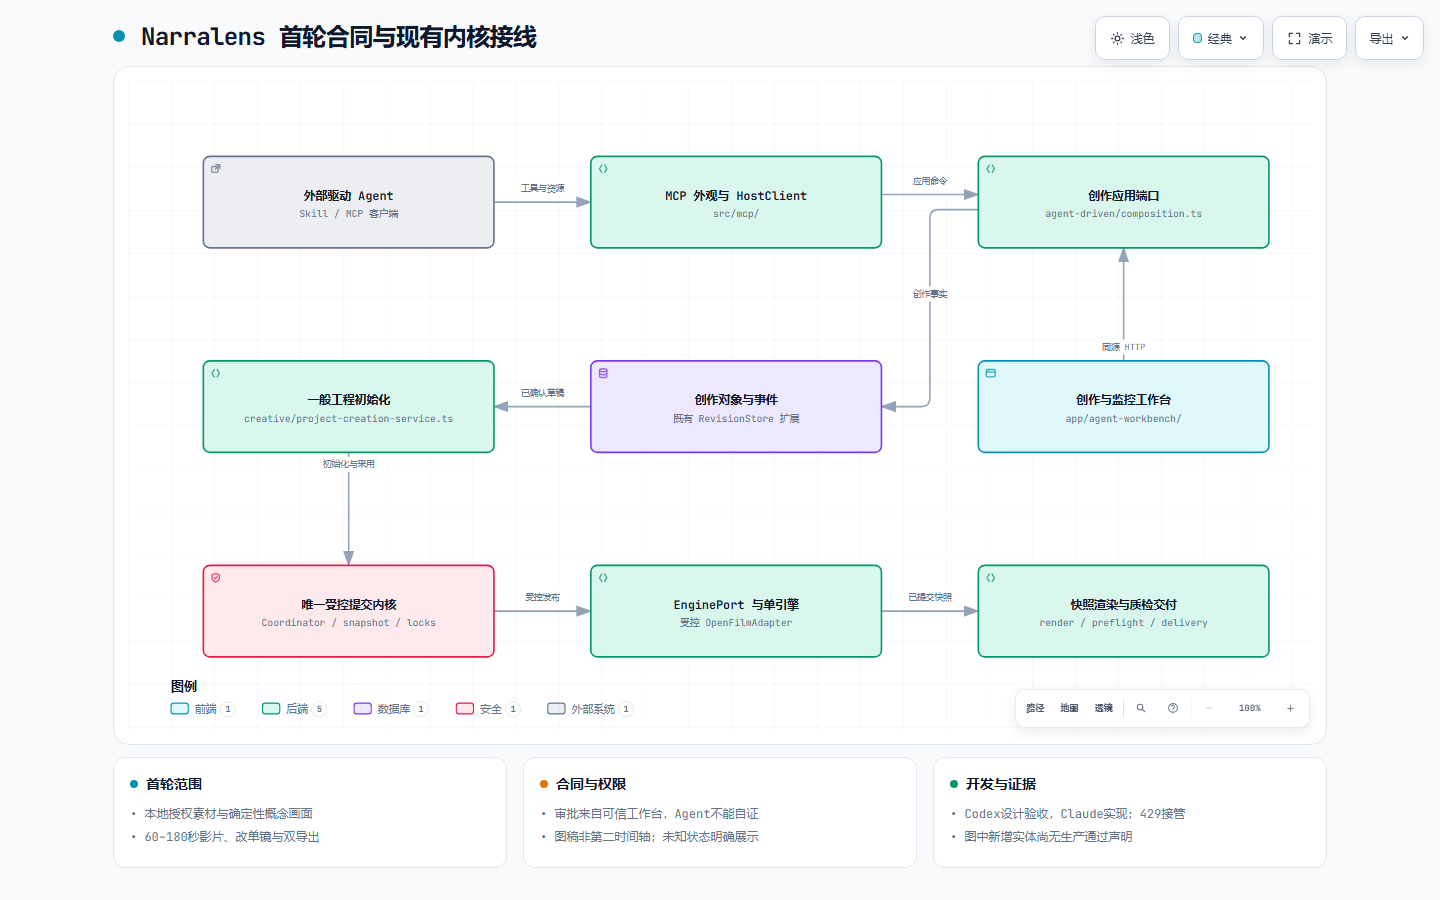 Narralens 首轮合同与现有内核接线
浅色
经典
演示
导出
外部驱动 Agent
Skill / MCP 客户端
工具与资源
MCP 外观与 HostClient
src/mcp/
应用命令
创作应用端口
agent-driven/composition.ts
创作事实
同源 HTTP
一般工程初始化
creative/project-creation-service.ts
已确认草稿
创作对象与事件
既有 RevisionStore 扩展
创作与监控工作台
app/agent-workbench/
初始化与采用
唯一受控提交内核
Coordinator / snapshot / locks
受控发布
EnginePort 与单引擎
受控 OpenFilmAdapter
已提交快照
快照渲染与质检交付
render / preflight / delivery
图例
前端 1
后端 5
数据库 1
安全 1
外部系统 1
路径
地图
透镜
100%
首轮范围
• 本地授权素材与确定性概念画面
• 60–180秒影片、改单镜与双导出
合同与权限
• 审批来自可信工作台, Agent不能自证
• 图稿非第二时间轴; 未知状态明确展示
开发与证据
• Codex设计验收, Claude实现; 429接管
• 图中新增实体尚无生产通过声明